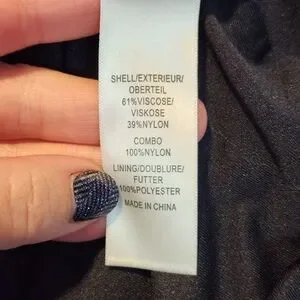 SHELL/EXTERIEUR/
OBERTEIL
61%VISCOSE/
VISKOSE
39%NYLON
COMBO
100%NYLON
LINING/DOUBLURE/
FUTTER
100%POLYESTER
MADE IN CHINA